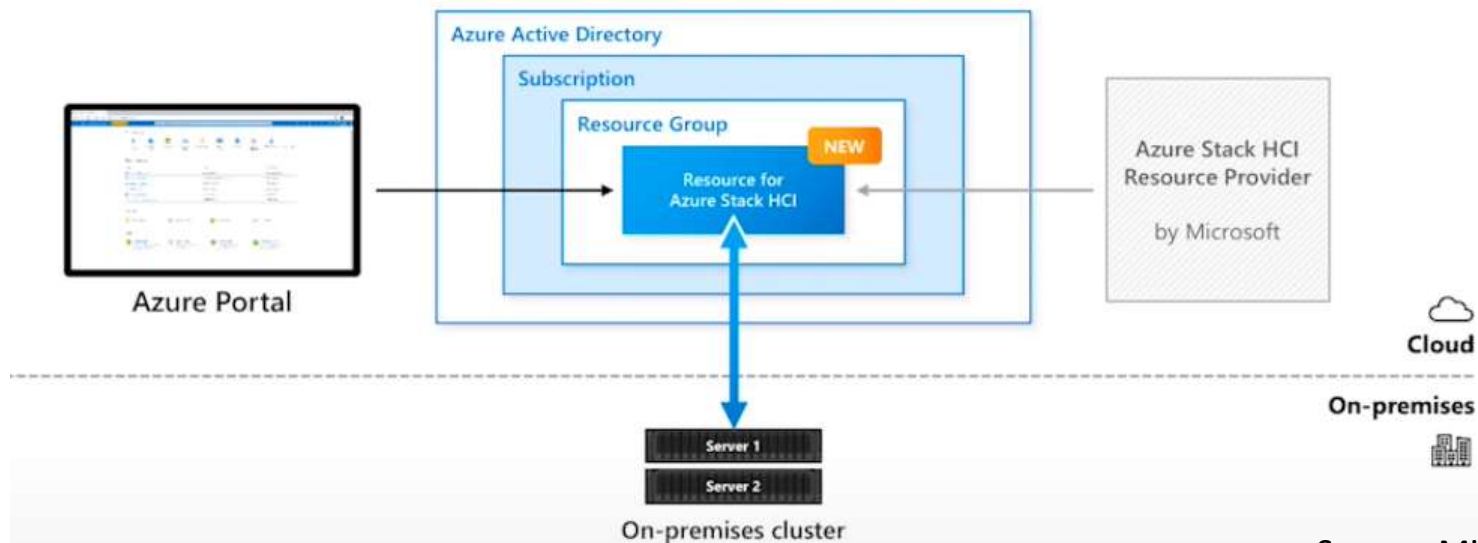 Azure Active Directory
Subscription
Resource Group
NEW
Resource for
Azure Stack HCI
Azure Stack HCI
Resource Provider
by Microsoft
Azure Portal
Cloud
On-premises
Server 1
Server 2
On-premises cluster